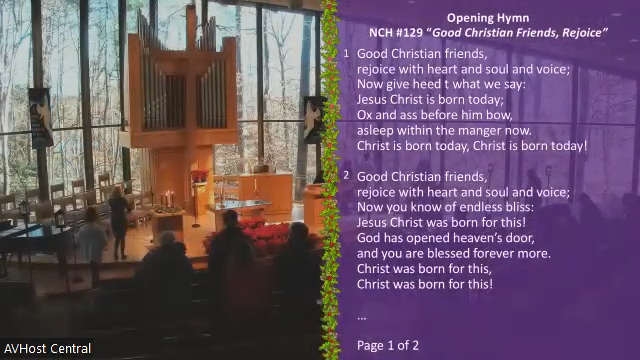 Opening Hymn
NCH #129 “Good Christian Friends, Rejoice”
1 Good Christian friends,
rejoice with heart and soul and voice;
Now give heed t what we say:
Jesus Christ is born today;
Ox and ass before him bow,
asleep within the manger now.
Christ is born today, Christ is born today!
2 Good Christian friends,
rejoice with heart and soul and voice;
Now you know of endless bliss:
Jesus Christ was born for this!
God has opened heaven’s door,
and you are blessed forever more.
Christ was born for this,
Christ was born for this!
...
Page 1 of 2
AVHost Central